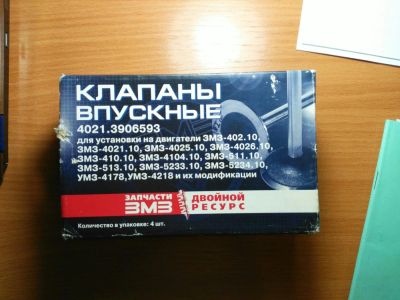 КЛАПАНЫ
ВПУСКНЫЕ
4021.3906593
для установки на двигатели ЗМЗ-402.10,
ЗМЗ-4021.10, ЗМЗ-4025.10, ЗМЗ-4026.10,
ЗМЗ-410.10, ЗМЗ-4104.10, ЗМЗ-511.10,
ЗМЗ-513.10, ЗМЗ-5233.10, ЗМЗ-5234.10,
УМЗ-4178,УМЗ-4218 и их модификации
ЗАПЧАСТИ
ЗМЗ
ДВОЙНОЙ
РЕСУРС
Количество в упаковке: 4 шт.